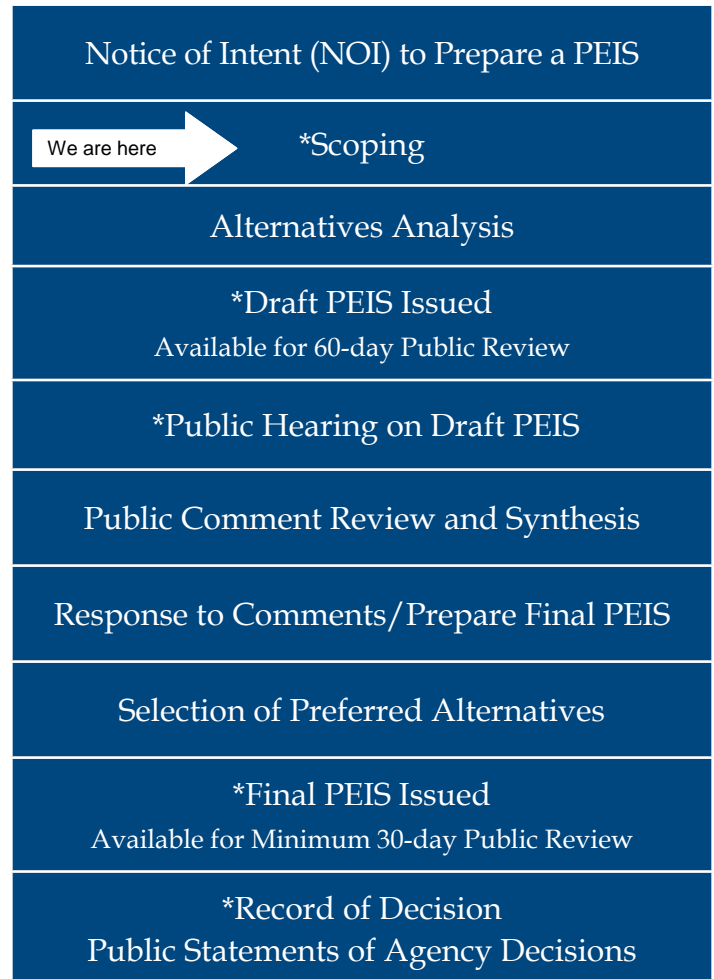 Notice of Intent (NOI) to Prepare a PEIS
We are here
*Scoping
Alternatives Analysis
*Draft PEIS Issued
Available for 60-day Public Review
*Public Hearing on Draft PEIS
Public Comment Review and Synthesis
Response to Comments/Prepare Final PEIS
Selection of Preferred Alternatives
*Final PEIS Issued
Available for Minimum 30-day Public Review
*Record of Decision
Public Statements of Agency Decisions